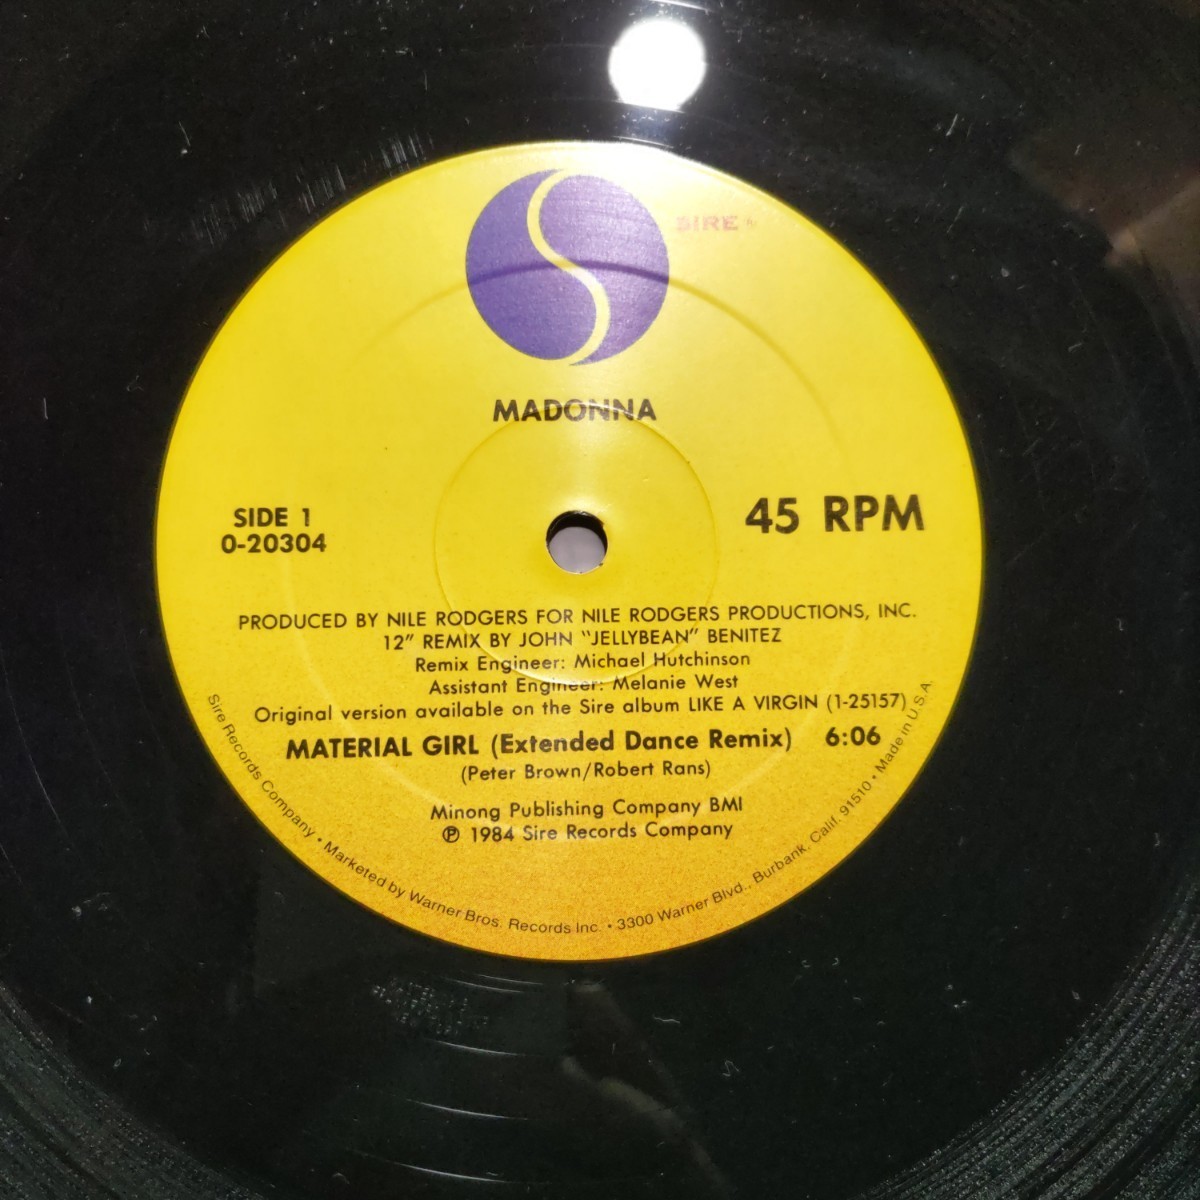 SIRE
MADONNA
SIDE 1
0-20304
45 RPM
PRODUCED BY NILE RODGERS FOR NILE RODGERS PRODUCTIONS, INC.
12" REMIX BY JOHN "JELLYBEAN" BENITEZ
Remix Engineer: Michael Hutchinson
Assistant Engineer: Melanie West
Original version available on the Sire album LIKE A VIRGIN (1-25157)
MATERIAL GIRL (Extended Dance Remix) 6:06
(Peter Brown/Robert Rans)
Minong Publishing Company BMI
℗ 1984 Sire Records Company
Sire Records Company • Marketed by Warner Bros. Records Inc. • 3300 Warner Blvd., Burbank, Calif. 91510 • Made in U.S.A.